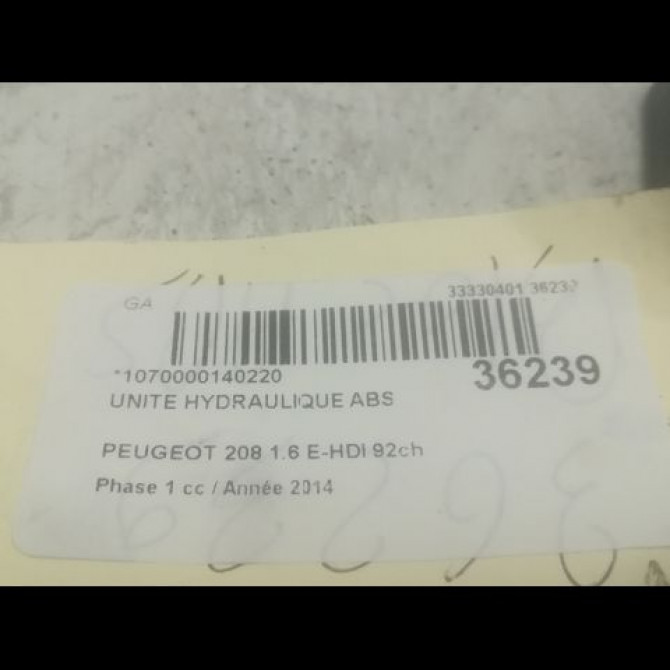 GA
33330401 36239
*1070000140220
36239
UNITE HYDRAULIQUE ABS
PEUGEOT 208 1.6 E-HDI 92ch
Phase 1 cc / Année 2014